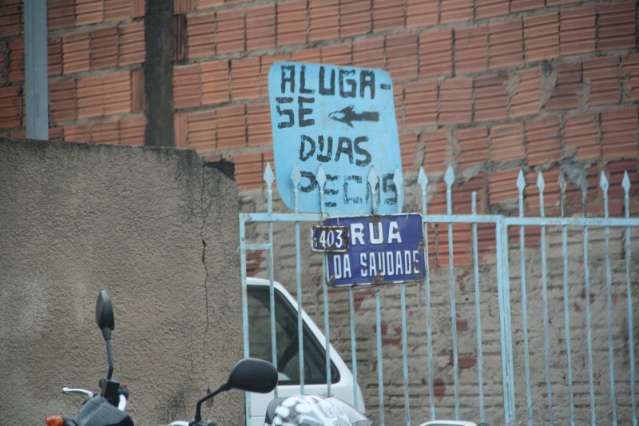 ALUGA-
SE
DUAS
PEÇAS
403
RUA
DA SAUDADE